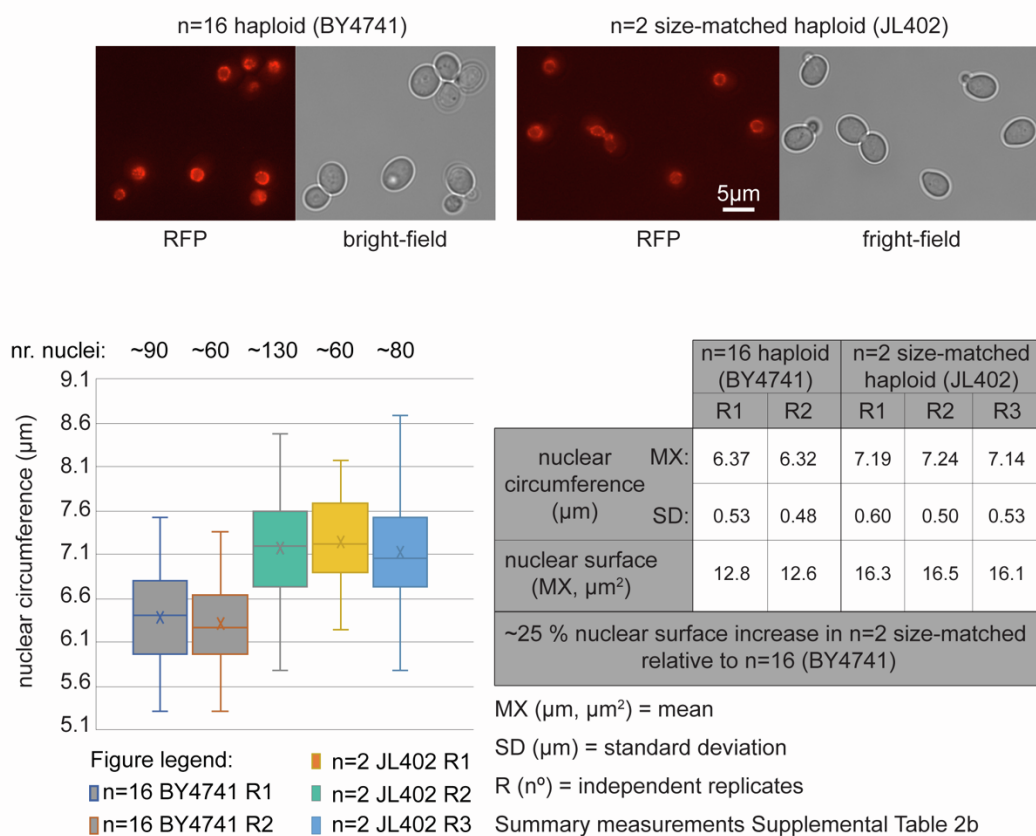 n=16 haploid (BY4741)
n=2 size-matched haploid (JL402)
5µm
RFP
bright-field
RFP
fright-field
nr. nuclei: ~90 ~60 ~130 ~60 ~80
nuclear circumference (µm)
9.1
8.6
8.1
7.6
7.1
6.6
6.1
5.6
5.1
Figure legend:
n=16 BY4741 R1
n=16 BY4741 R2
n=2 JL402 R1
n=2 JL402 R2
n=2 JL402 R3
n=16 haploid (BY4741)
n=2 size-matched haploid (JL402)
R1 R2 R1 R2 R3
nuclear circumference (µm)
MX: 6.37 6.32 7.19 7.24 7.14
SD: 0.53 0.48 0.60 0.50 0.53
nuclear surface (MX, µm²)
12.8 12.6 16.3 16.5 16.1
~25 % nuclear surface increase in n=2 size-matched
relative to n=16 (BY4741)
MX (µm, µm²) = mean
SD (µm) = standard deviation
R (nº) = independent replicates
Summary measurements Supplemental Table 2b